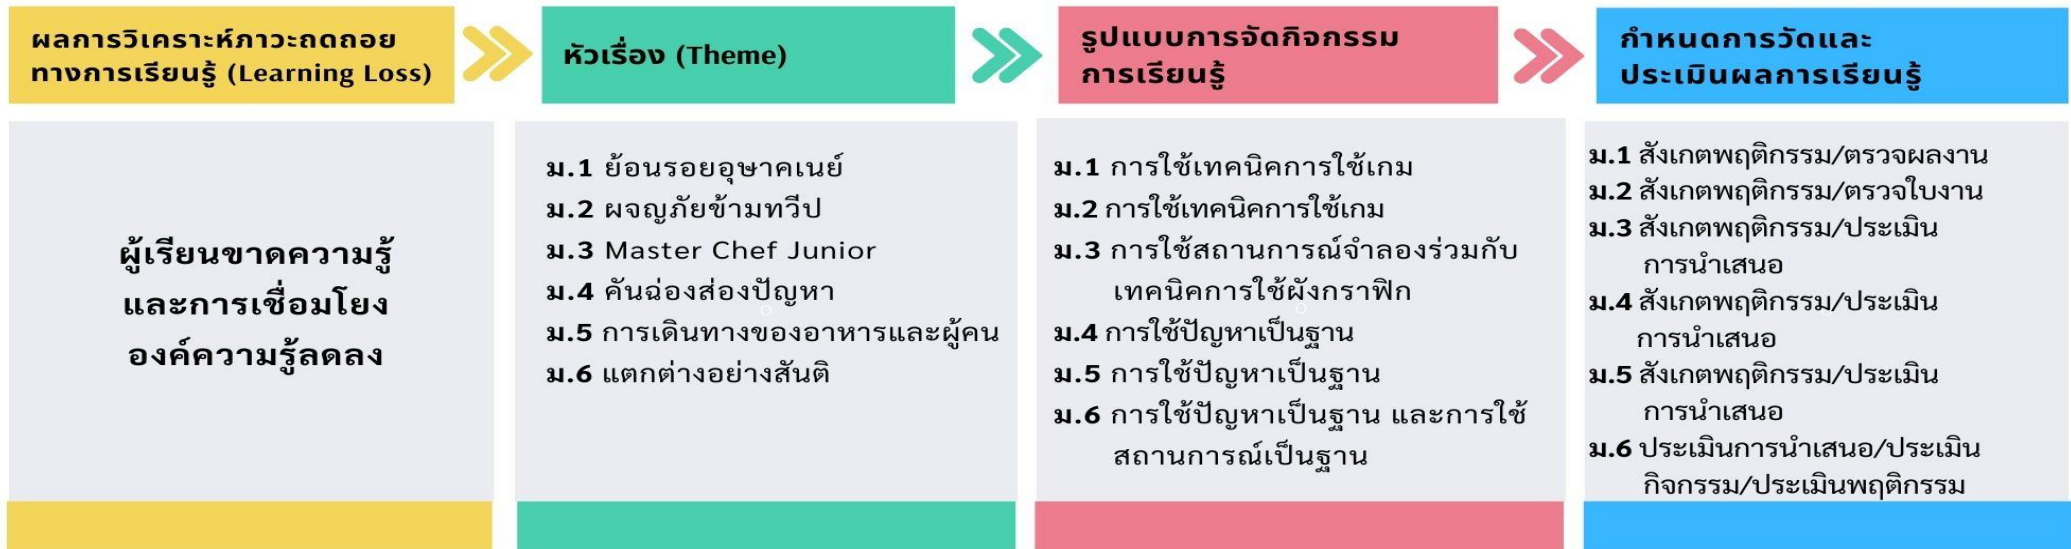 ผลการวิเคราะห์ภาวะถดถอย
ทางการเรียนรู้ (Learning Loss)
ผู้เรียนขาดความรู้
และการเชื่อมโยง
องค์ความรู้ลดลง
หัวเรื่อง (Theme)
ม.1 ย้อนรอยอุษาคเนย์
ม.2 ผจญภัยข้ามทวีป
ม.3 Master Chef Junior
ม.4 คันฉ่องส่องปัญหา
ม.5 การเดินทางของอาหารและผู้คน
ม.6 แตกต่างอย่างสันติ
รูปแบบการจัดกิจกรรม
การเรียนรู้
ม.1 การใช้เทคนิคการใช้เกม
ม.2 การใช้เทคนิคการใช้เกม
ม.3 การใช้สถานการณ์จำลองร่วมกับ
เทคนิคการใช้ผังกราฟิก
ม.4 การใช้ปัญหาเป็นฐาน
ม.5 การใช้ปัญหาเป็นฐาน
ม.6 การใช้ปัญหาเป็นฐาน และการใช้
สถานการณ์เป็นฐาน
กำหนดการวัดและ
ประเมินผลการเรียนรู้
ม.1 สังเกตพฤติกรรม/ตรวจผลงาน
ม.2 สังเกตพฤติกรรม/ตรวจใบงาน
ม.3 สังเกตพฤติกรรม/ประเมิน
การนำเสนอ
ม.4 สังเกตพฤติกรรม/ประเมิน
การนำเสนอ
ม.5 สังเกตพฤติกรรม/ประเมิน
การนำเสนอ
ม.6 ประเมินการนำเสนอ/ประเมิน
กิจกรรม/ประเมินพฤติกรรม